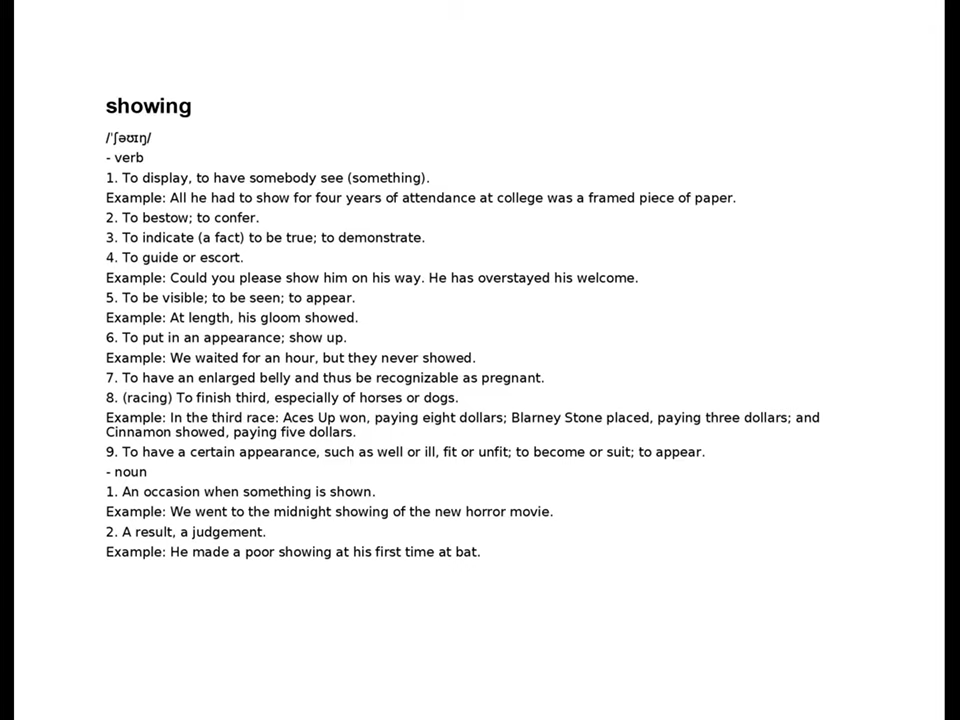 showing
/ˈʃəʊɪŋ/
- verb
1. To display, to have somebody see (something).
Example: All he had to show for four years of attendance at college was a framed piece of paper.
2. To bestow; to confer.
3. To indicate (a fact) to be true; to demonstrate.
4. To guide or escort.
Example: Could you please show him on his way. He has overstayed his welcome.
5. To be visible; to be seen; to appear.
Example: At length, his gloom showed.
6. To put in an appearance; show up.
Example: We waited for an hour, but they never showed.
7. To have an enlarged belly and thus be recognizable as pregnant.
8. (racing) To finish third, especially of horses or dogs.
Example: In the third race: Aces Up won, paying eight dollars; Blarney Stone placed, paying three dollars; and
Cinnamon showed, paying five dollars.
9. To have a certain appearance, such as well or ill, fit or unfit; to become or suit; to appear.
- noun
1. An occasion when something is shown.
Example: We went to the midnight showing of the new horror movie.
2. A result, a judgement.
Example: He made a poor showing at his first time at bat.